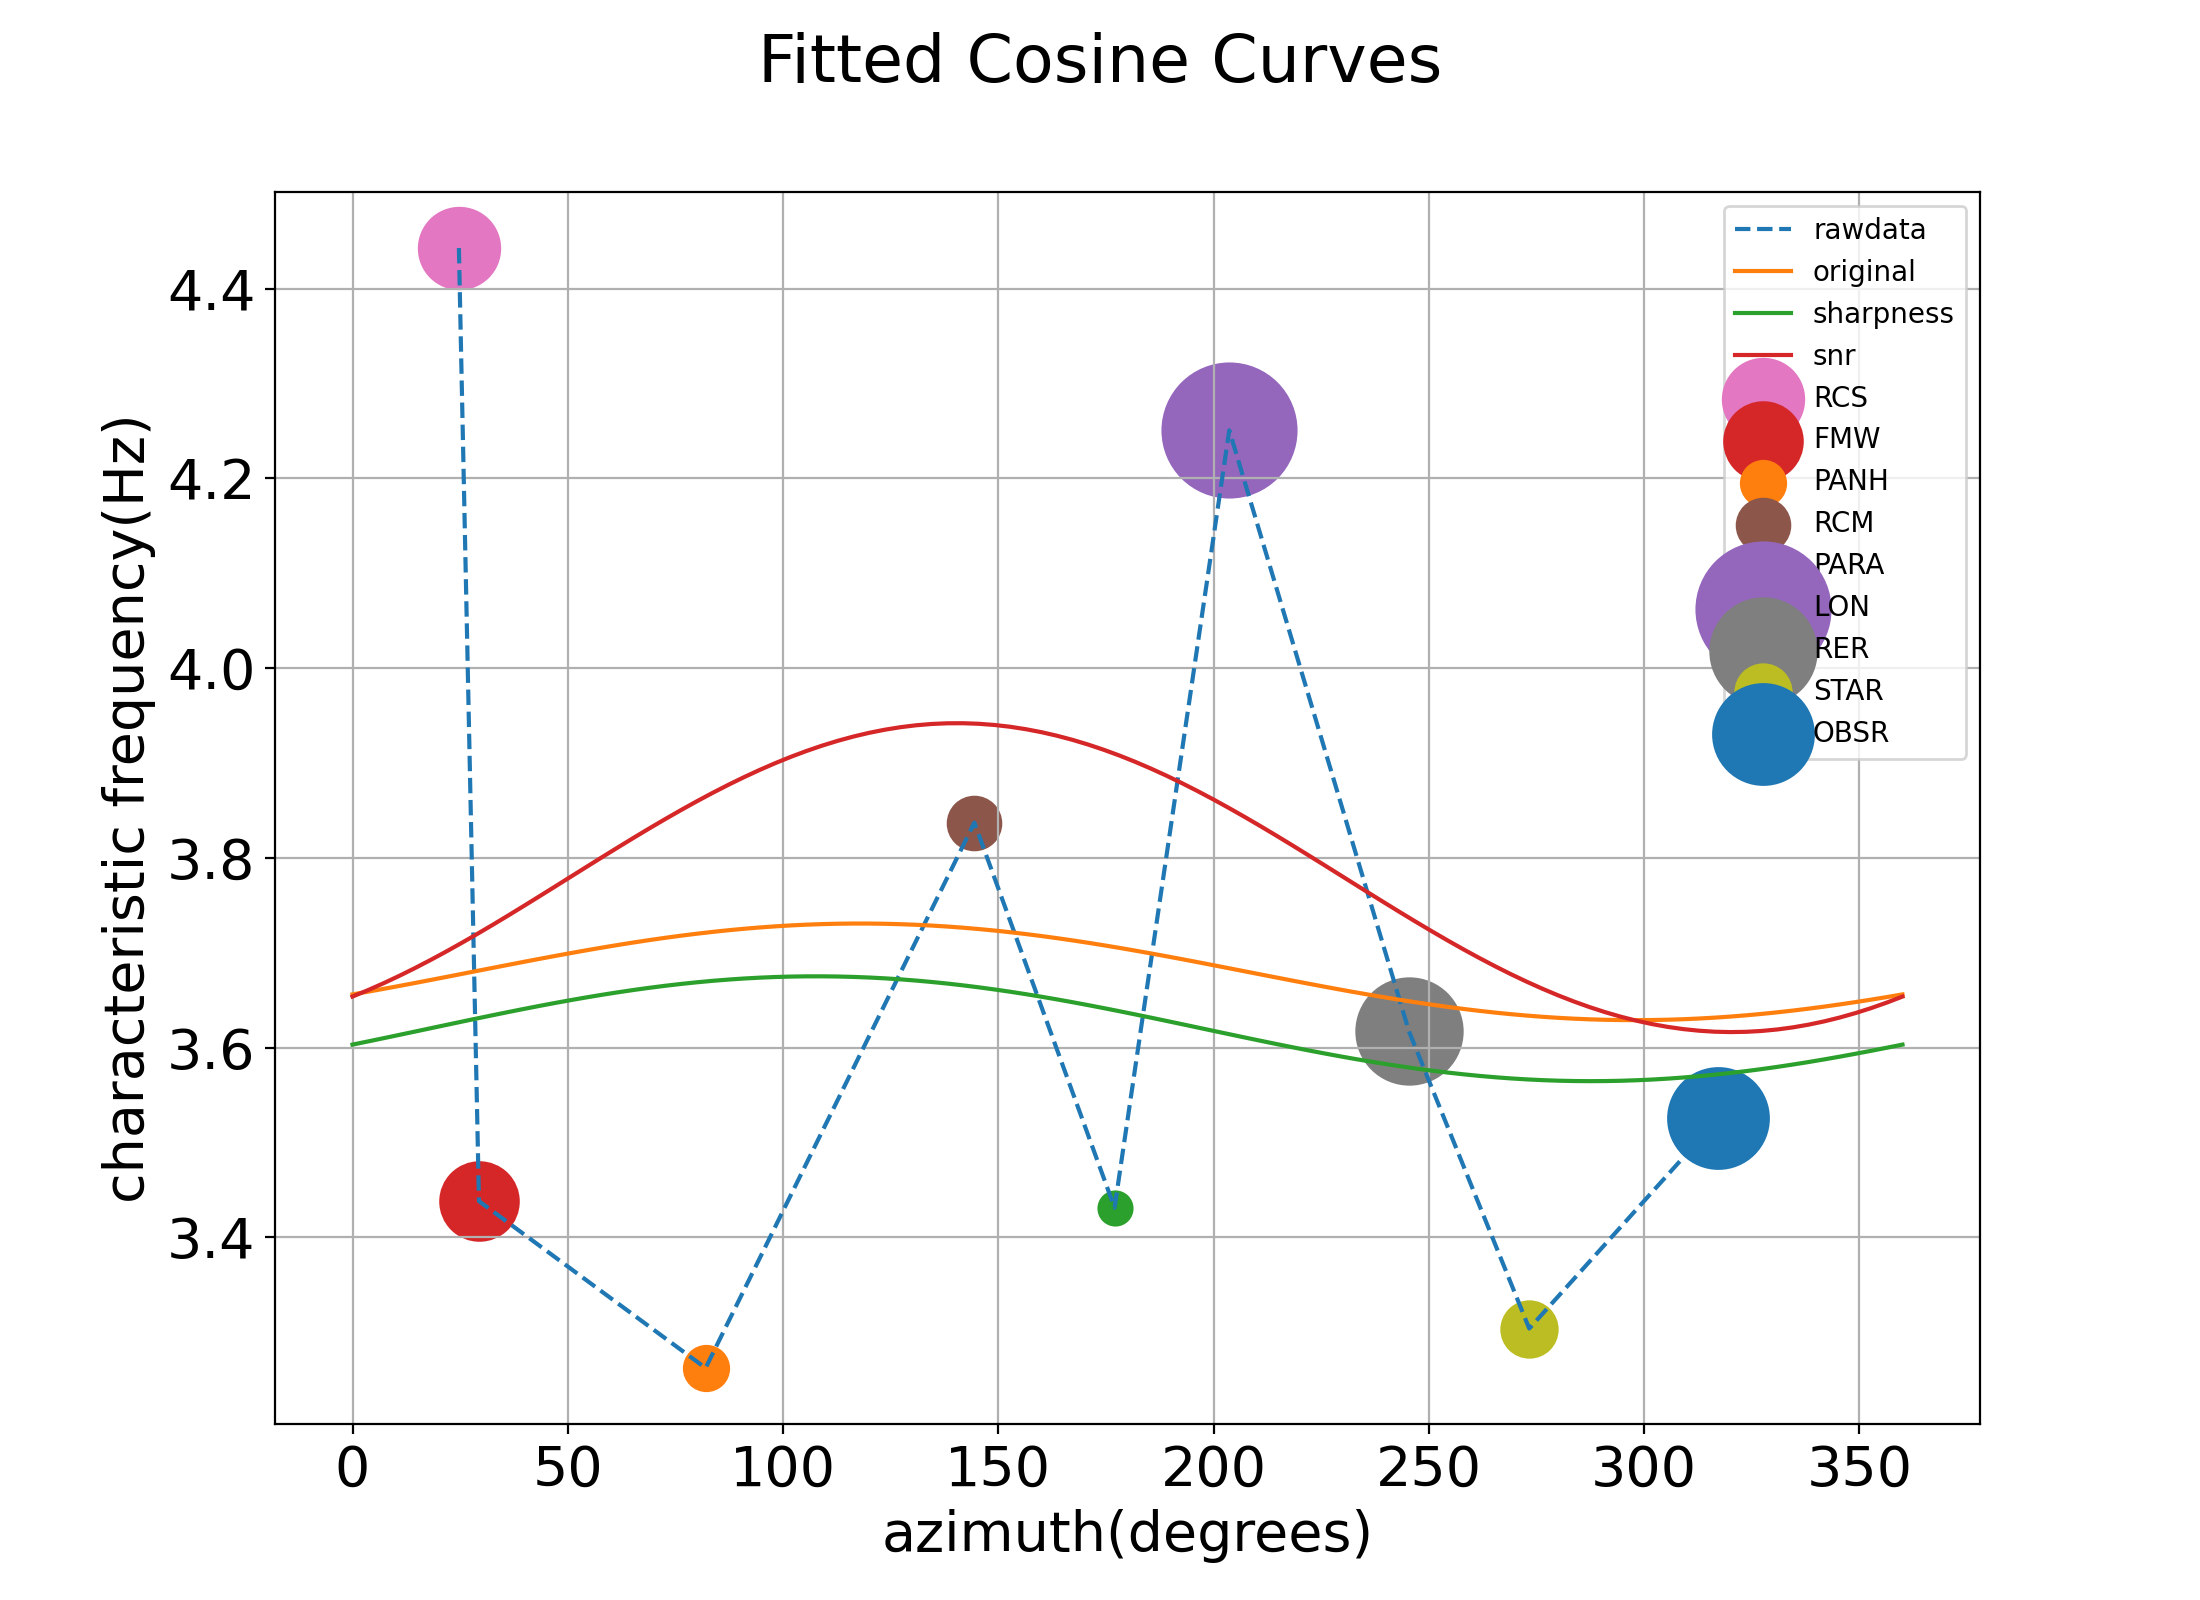 Fitted Cosine Curves
characteristic frequency(Hz)
4.4
4.2
4.0
3.8
3.6
3.4
rawdata
original
sharpness
snr
RCS
FMW
PANH
RCM
PARA
LON
RER
STAR
OBSR
0 50 100 150 200 250 300 350
azimuth(degrees)